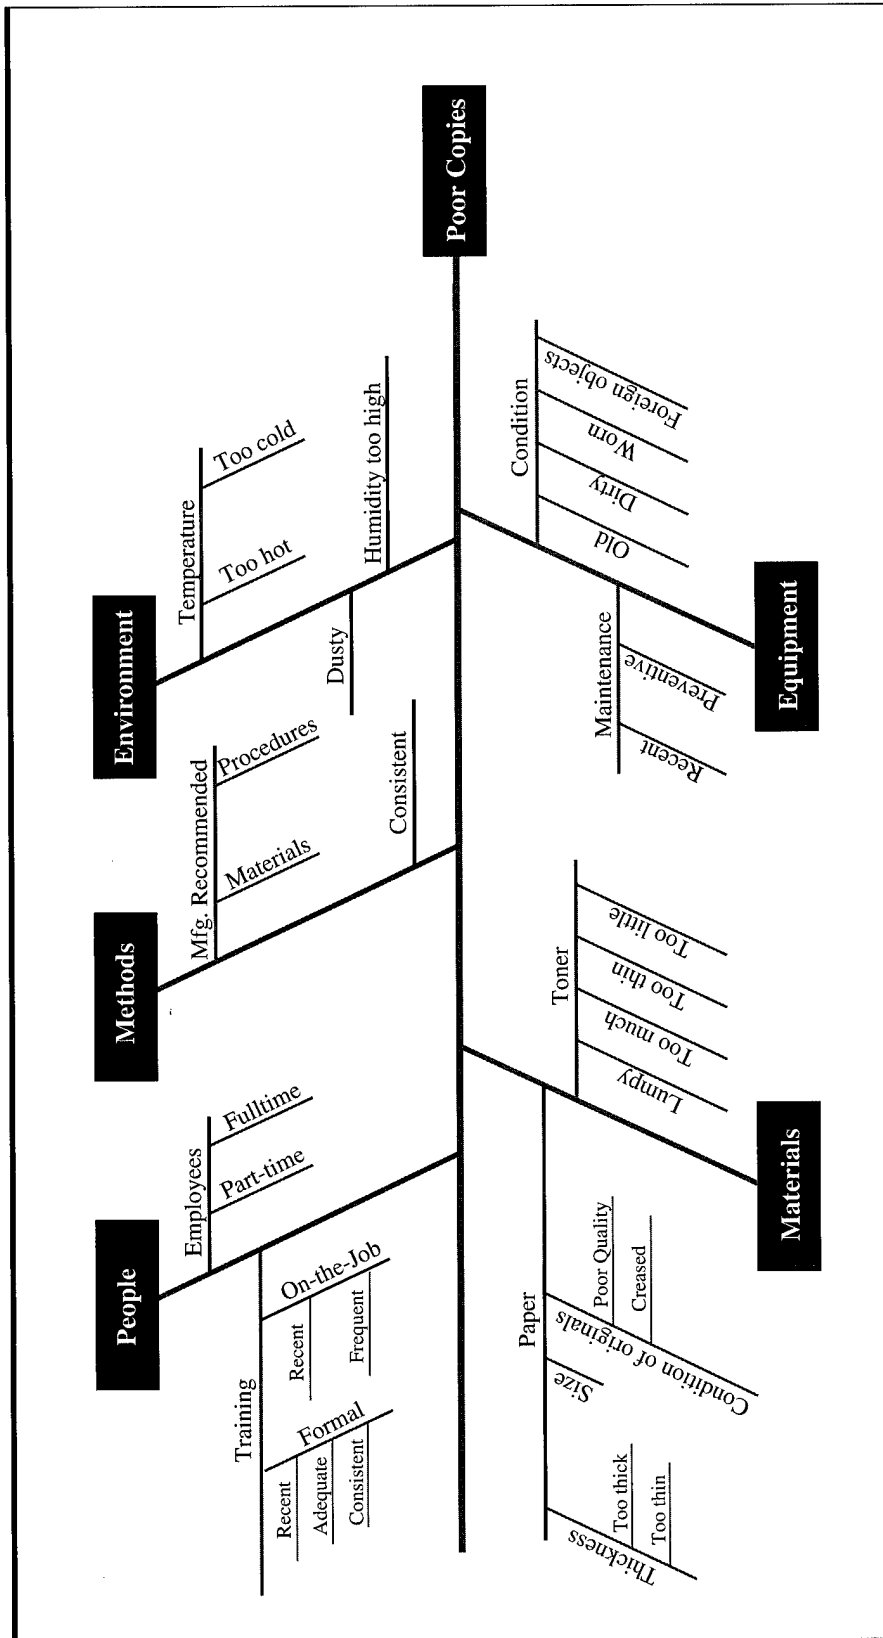 People
Methods
Environment
Employees
Part-time
Fulltime
Training
Formal
Recent
Adequate
Consistent
On-the-Job
Recent
Frequent
Mfg. Recommended
Materials
Procedures
Consistent
Temperature
Too hot
Too cold
Dusty
Humidity too high
Poor Copies
Paper
Thickness
Too thick
Too thin
Size
Condition of originals
Poor Quality
Creased
Toner
Lumpy
Too much
Too thin
Too little
Maintenance
Recent
Preventive
Condition
Old
Dirty
Worn
Foreign objects
Materials
Equipment